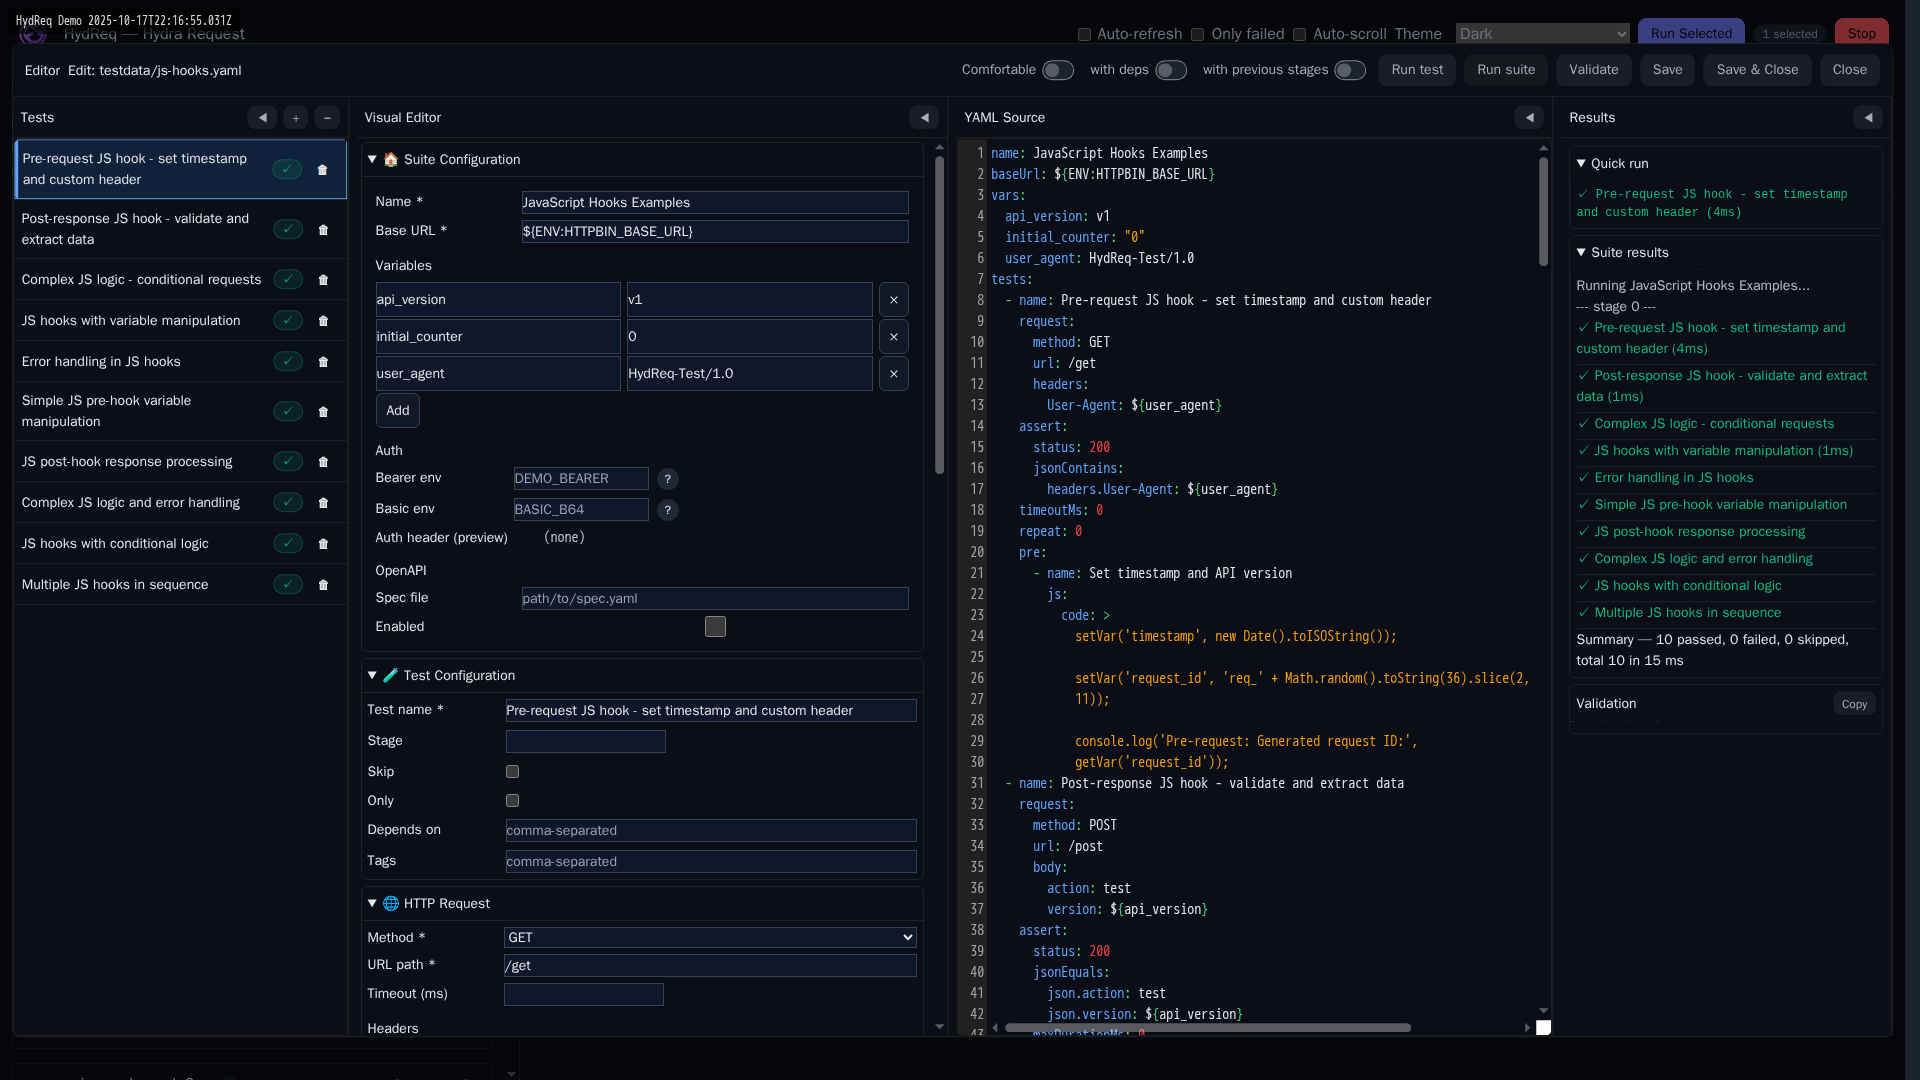 HydReq Demo 2025-10-17T22:16:55.031Z
HydReq — Hydra Request
Auto-refresh Only failed Auto-scroll Theme Dark Run Selected 1 selected Stop
Editor Edit: testdata/js-hooks.yaml
Comfortable with deps with previous stages Run test Run suite Validate Save Save & Close Close
Tests
Pre-request JS hook - set timestamp
and custom header
Post-response JS hook - validate and
extract data
Complex JS logic - conditional requests
JS hooks with variable manipulation
Error handling in JS hooks
Simple JS pre-hook variable
manipulation
JS post-hook response processing
Complex JS logic and error handling
JS hooks with conditional logic
Multiple JS hooks in sequence
Visual Editor
▼ 🏠 Suite Configuration
Name * JavaScript Hooks Examples
Base URL * ${ENV:HTTPBIN_BASE_URL}
Variables
api_version v1 ×
initial_counter 0 ×
user_agent HydReq-Test/1.0 ×
Add
Auth
Bearer env DEMO_BEARER ?
Basic env BASIC_B64 ?
Auth header (preview) (none)
OpenAPI
Spec file path/to/spec.yaml
Enabled
▼ 🧪 Test Configuration
Test name * Pre-request JS hook - set timestamp and custom header
Stage
Skip
Only
Depends on comma-separated
Tags comma-separated
▼ 🌐 HTTP Request
Method * GET
URL path * /get
Timeout (ms)
Headers
YAML Source
1 name: JavaScript Hooks Examples
2 baseUrl: ${ENV:HTTPBIN_BASE_URL}
3 vars:
4 api_version: v1
5 initial_counter: "0"
6 user_agent: HydReq-Test/1.0
7 tests:
8 - name: Pre-request JS hook - set timestamp and custom header
9 request:
10 method: GET
11 url: /get
12 headers:
13 User-Agent: ${user_agent}
14 assert:
15 status: 200
16 jsonContains:
17 headers.User-Agent: ${user_agent}
18 timeoutMs: 0
19 repeat: 0
20 pre:
21 - name: Set timestamp and API version
22 js:
23 code: >
24 setVar('timestamp', new Date().toISOString());
25
26 setVar('request_id', 'req_' + Math.random().toString(36).slice(2,
27 11));
28
29 console.log('Pre-request: Generated request ID:',
30 getVar('request_id'));
31 - name: Post-response JS hook - validate and extract data
32 request:
33 method: POST
34 url: /post
35 body:
36 action: test
37 version: ${api_version}
38 assert:
39 status: 200
40 jsonEquals:
41 json.action: test
42 json.version: ${api_version}
43 maxDurationMs: 0
Results
▼ Quick run
✓ Pre-request JS hook - set timestamp
and custom header (4ms)
▼ Suite results
Running JavaScript Hooks Examples...
--- stage 0 ---
✓ Pre-request JS hook - set timestamp and
custom header (4ms)
✓ Post-response JS hook - validate and extract
data (1ms)
✓ Complex JS logic - conditional requests
✓ JS hooks with variable manipulation (1ms)
✓ Error handling in JS hooks
✓ Simple JS pre-hook variable manipulation
✓ JS post-hook response processing
✓ Complex JS logic and error handling
✓ JS hooks with conditional logic
✓ Multiple JS hooks in sequence
Summary — 10 passed, 0 failed, 0 skipped,
total 10 in 15 ms
Validation Copy